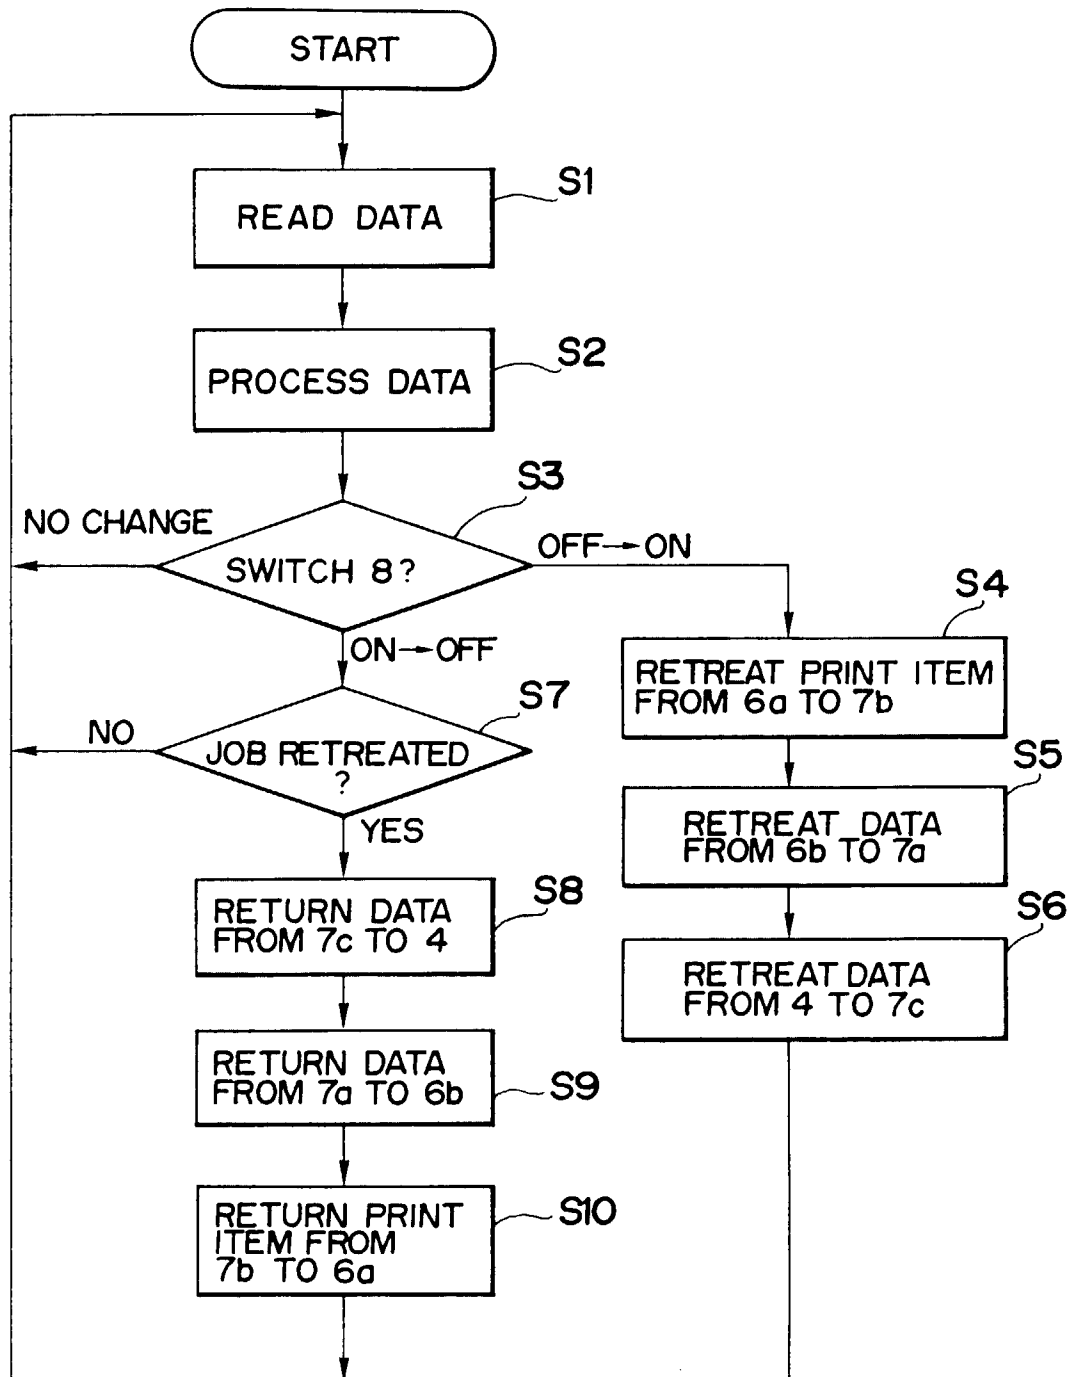 START
S1
READ DATA
S2
PROCESS DATA
S3
NO CHANGE
OFF→ON
SWITCH 8?
S4
ON→OFF
RETREAT PRINT ITEM
FROM 6a TO 7b
S7
NO
JOB RETREATED
?
S5
YES
RETREAT DATA
FROM 6b TO 7a
S8
RETURN DATA
FROM 7c TO 4
S6
RETREAT DATA
FROM 4 TO 7c
RETURN DATA
FROM 7a TO 6b
S9
RETURN PRINT
ITEM FROM
7b TO 6a
S10